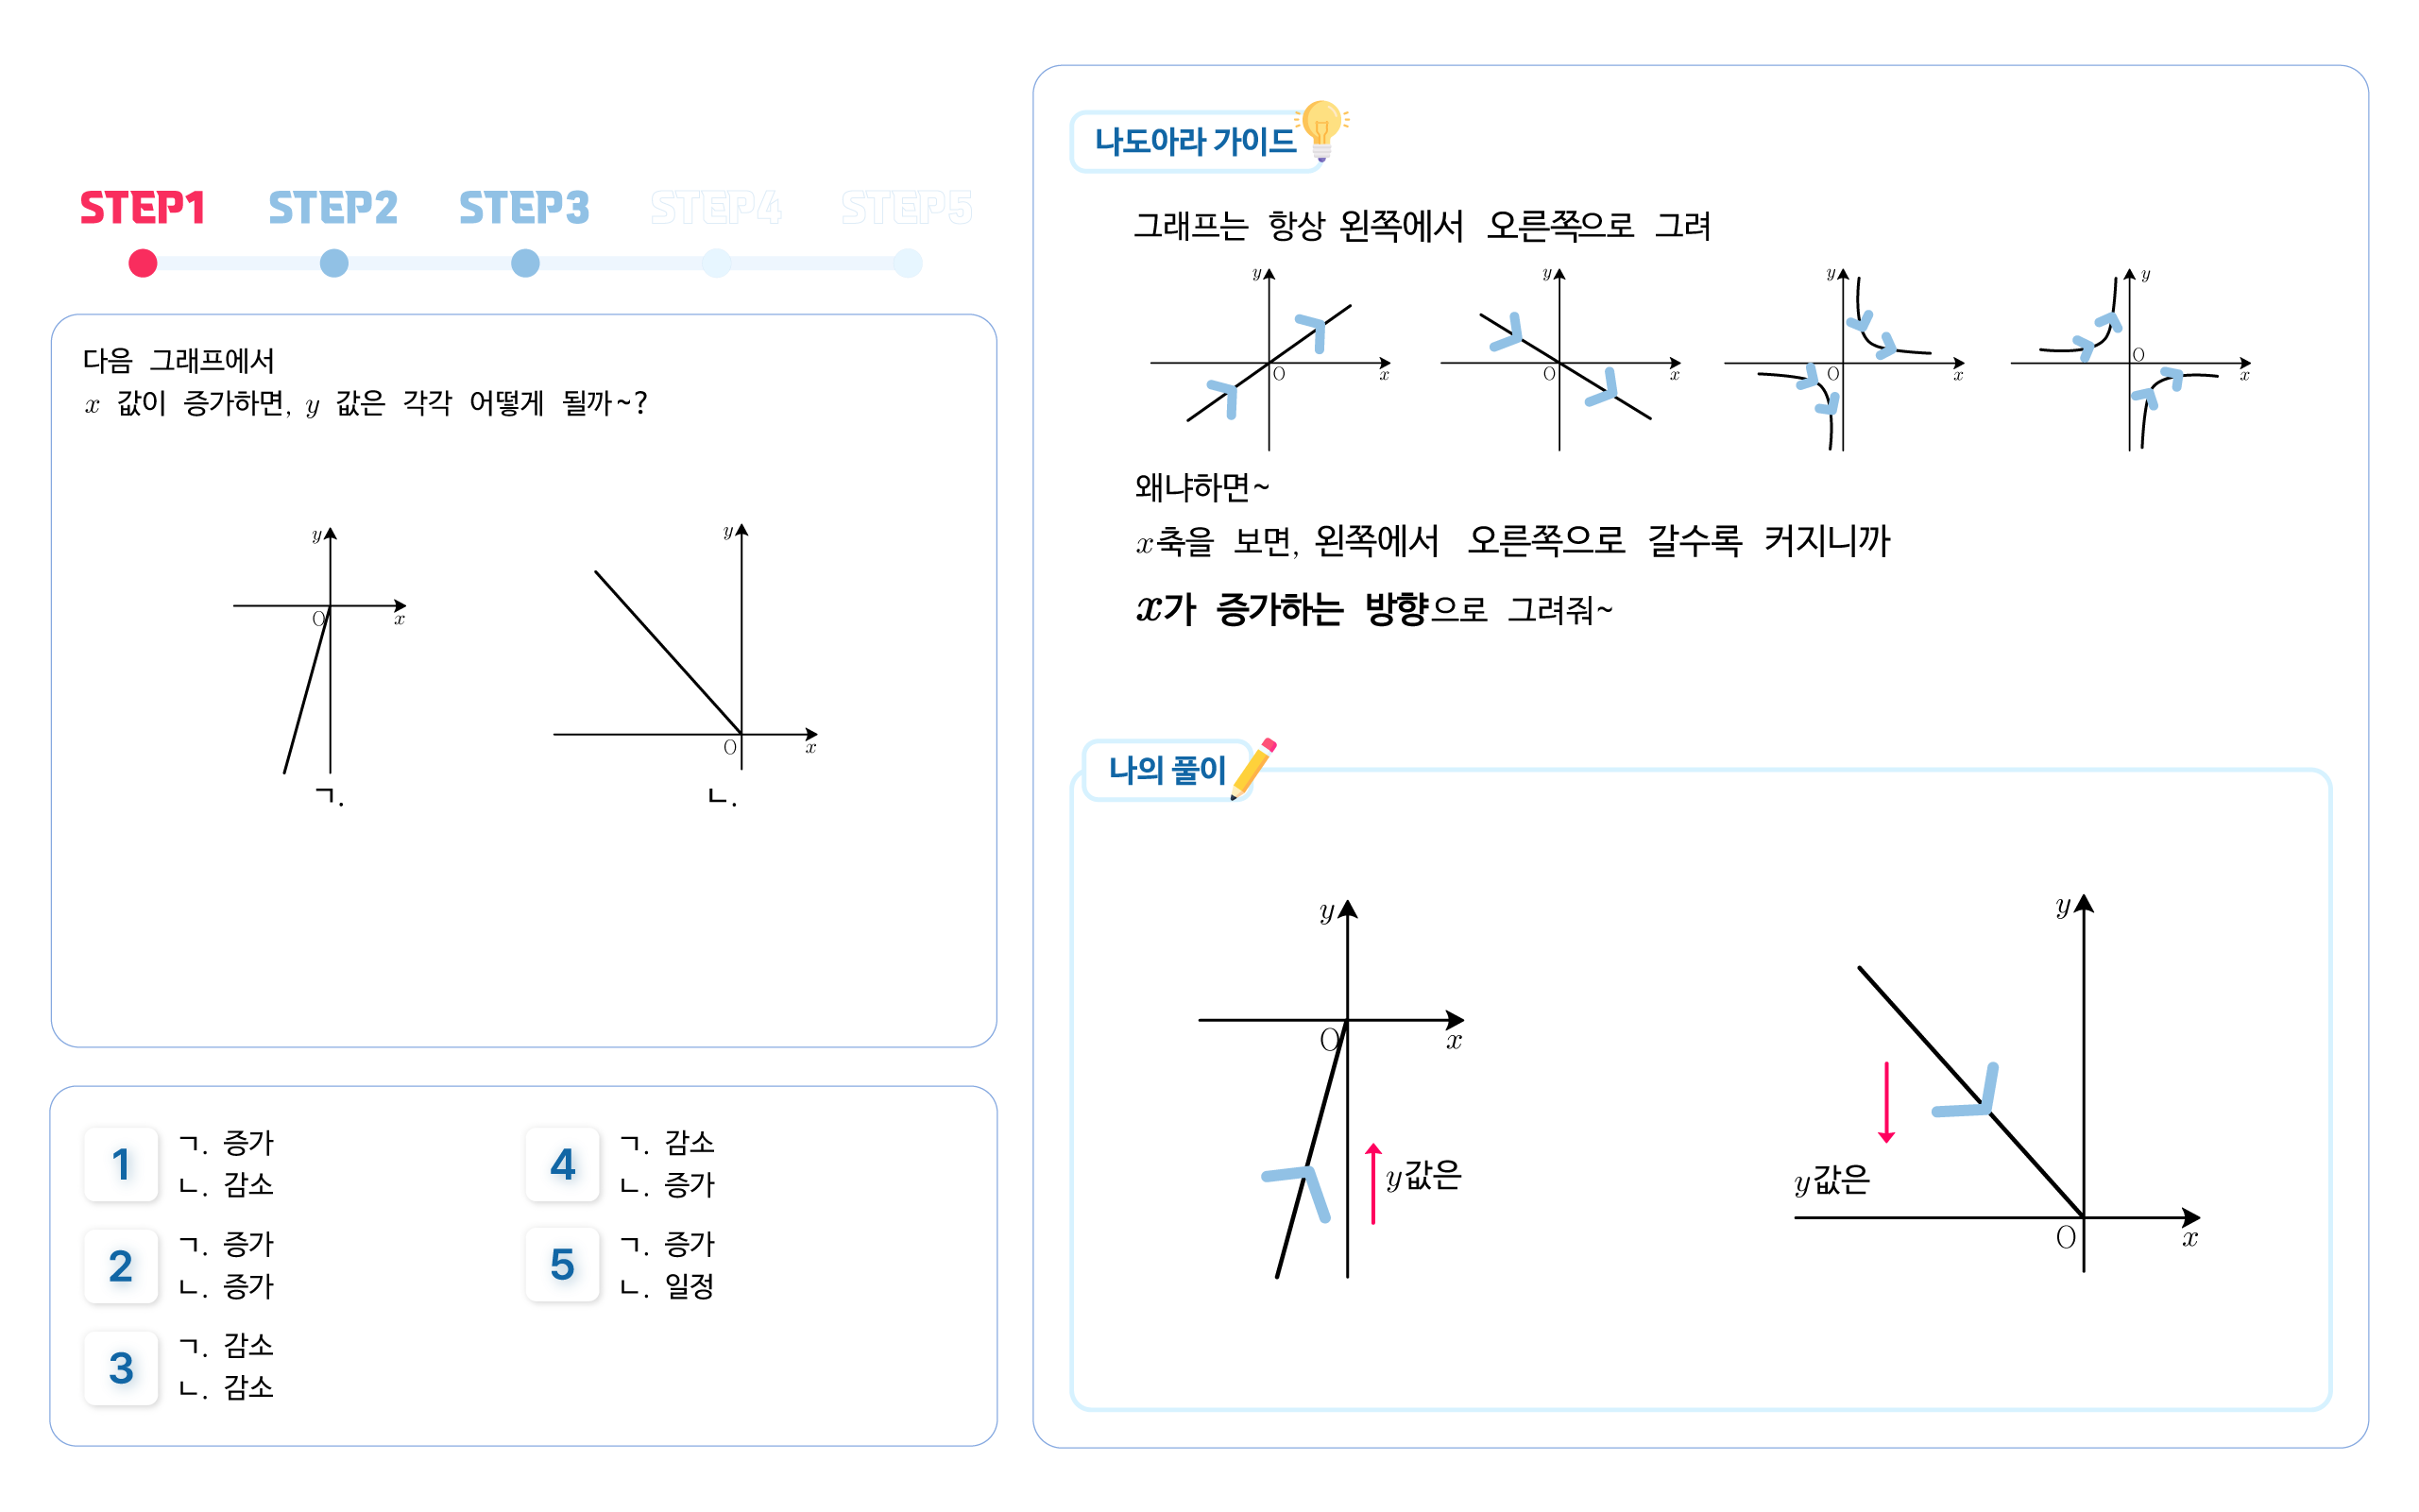 STEP1 STEP2 STEP3 STEP4 STEP5
다음 그래프에서
x 값이 증가하면, y 값은 각각 어떻게 될까~?
y
O
x
ㄱ.
y
O
x
ㄴ.
1 ㄱ. 증가
ㄴ. 감소
2 ㄱ. 증가
ㄴ. 증가
3 ㄱ. 감소
ㄴ. 감소
4 ㄱ. 감소
ㄴ. 증가
5 ㄱ. 증가
ㄴ. 일정
나도아라 가이드
그래프는 항상 왼쪽에서 오른쪽으로 그려
y
O
x
y
O
x
y
O
x
y
O
x
왜냐하면~
x축을 보면, 왼쪽에서 오른쪽으로 갈수록 커지니까
x가 증가하는 방향으로 그려줘~
나의 풀이
y
O
x
y값은
y
y값은
O
x